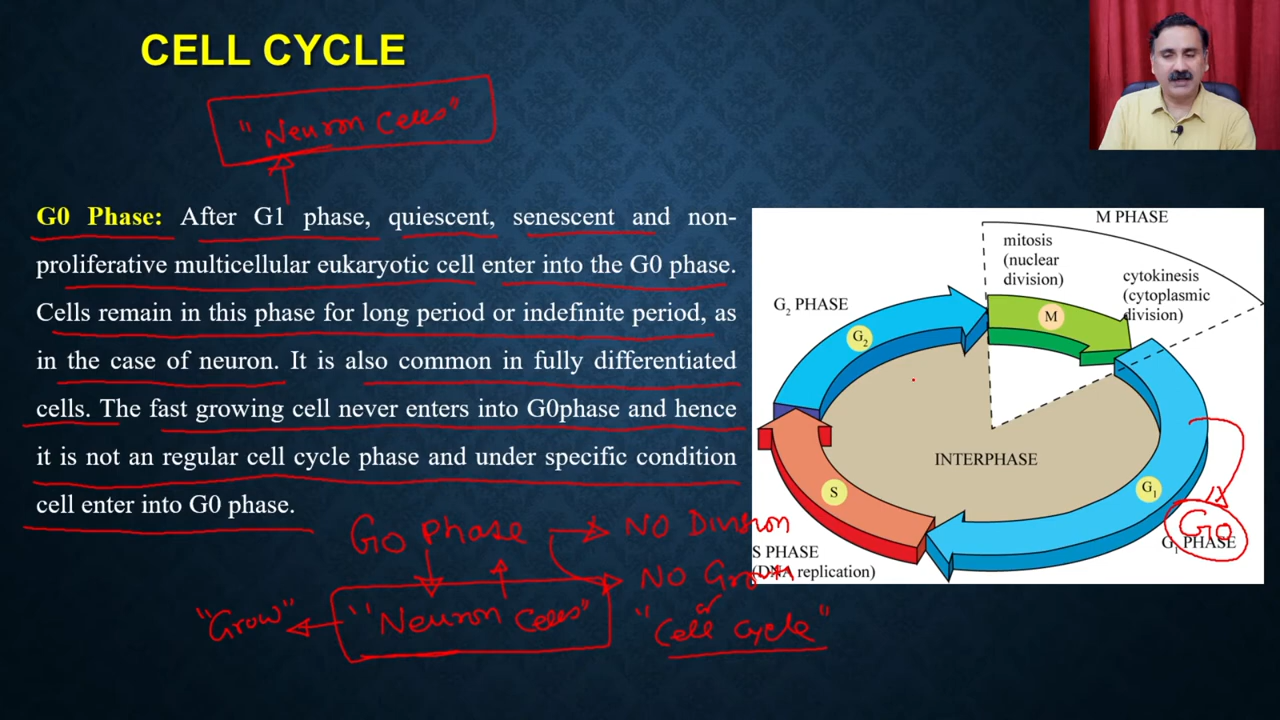 CELL CYCLE
"Neuron Cells"
G0 Phase: After G1 phase, quiescent, senescent and non-
proliferative multicellular eukaryotic cell enter into the G0 phase.
Cells remain in this phase for long period or indefinite period, as
in the case of neuron. It is also common in fully differentiated
cells. The fast growing cell never enters into G0phase and hence
it is not an regular cell cycle phase and under specific condition
cell enter into G0 phase.
G0 Phase
NO Division
NO Growth
or
"Cell Cycle"
"Neuron Cells"
"Grow"
M PHASE
mitosis
(nuclear
division)
cytokinesis
(cytoplasmic
division)
G₂ PHASE
G₂
M
INTERPHASE
S
G₁
G0
G₁ PHASE
S PHASE
(DNA replication)